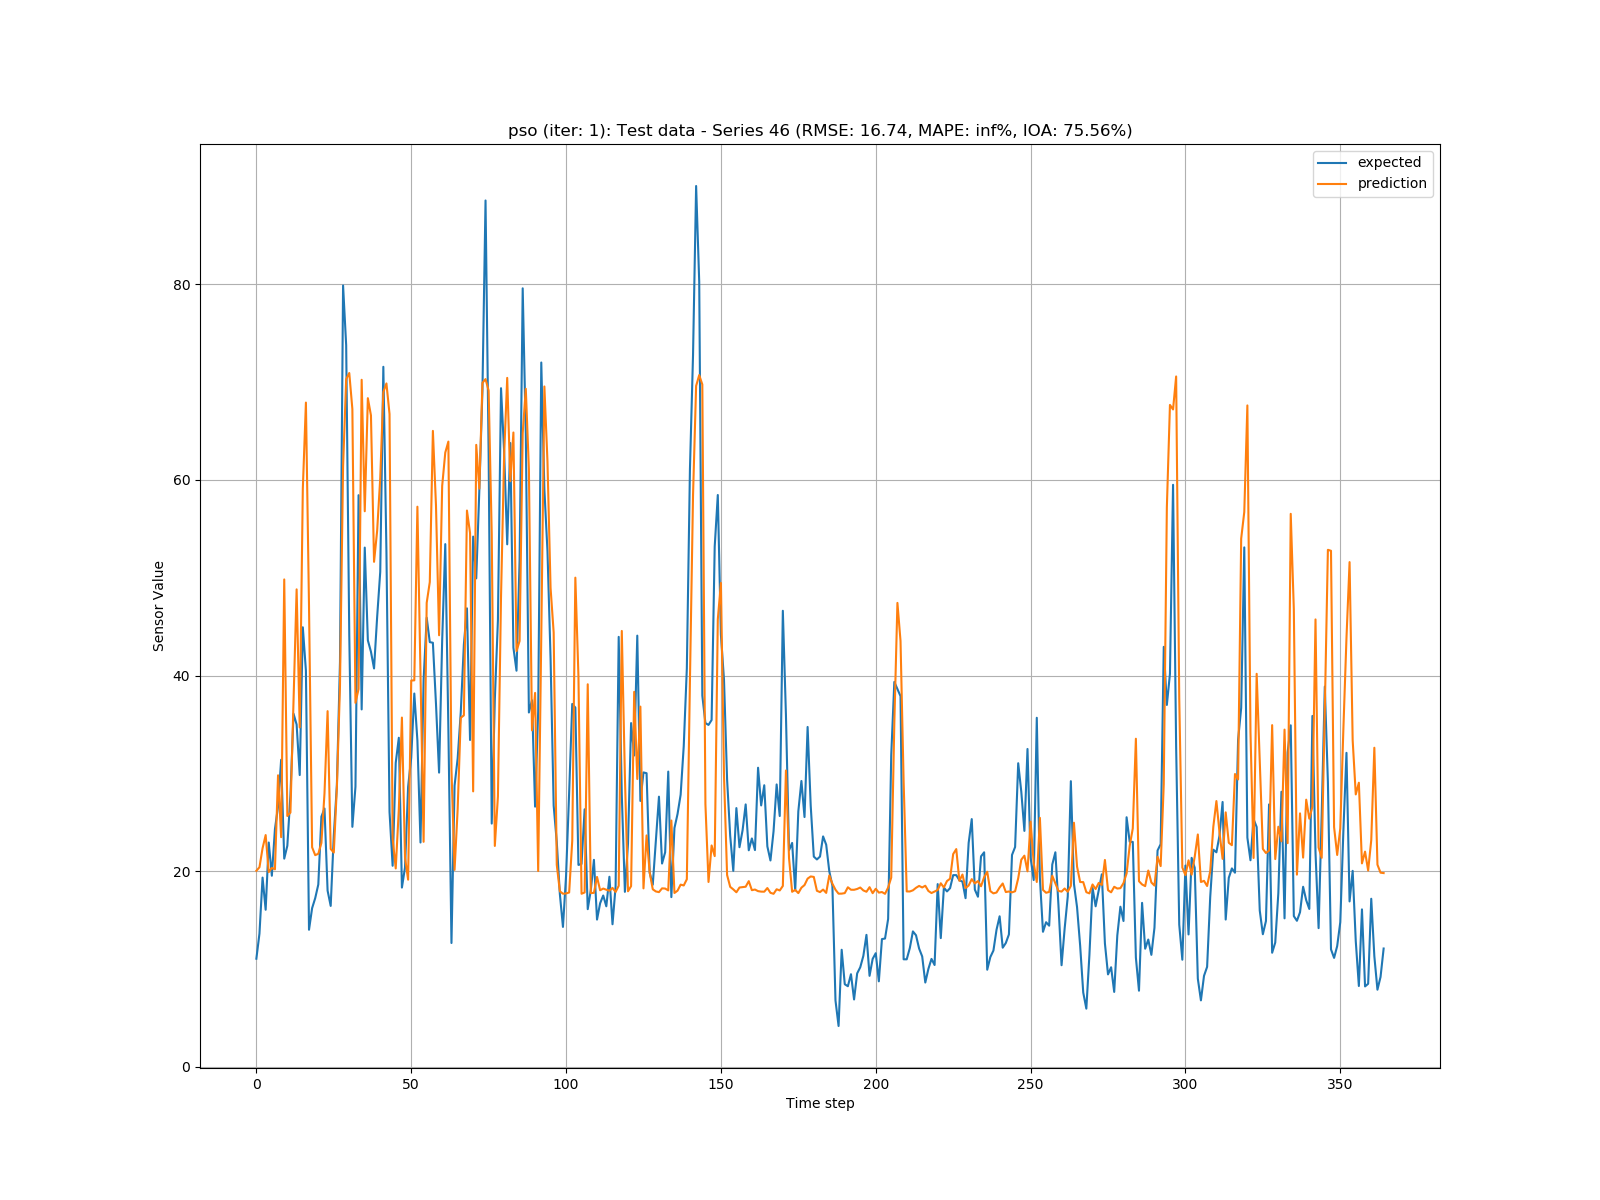 pso (iter: 1): Test data - Series 46 (RMSE: 16.74, MAPE: inf%, IOA: 75.56%)
expected
prediction
80
60
40
20
0
Sensor Value
0 50 100 150 200 250 300 350
Time step